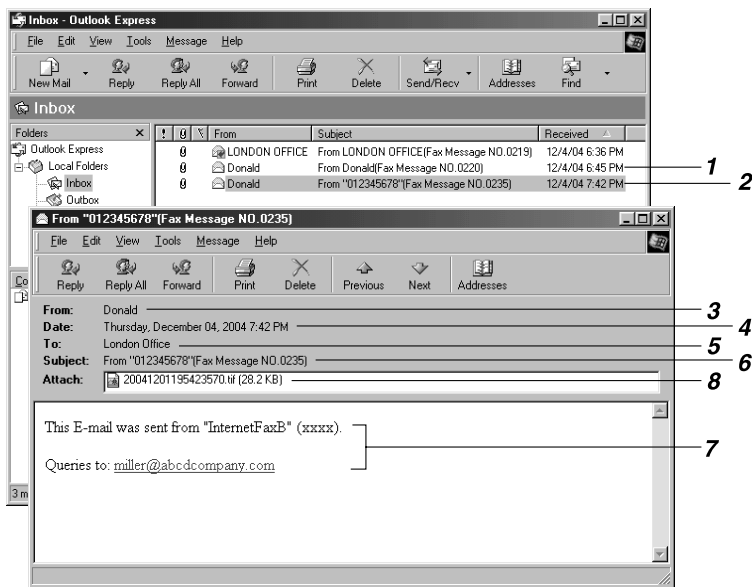 Inbox - Outlook Express
File Edit View Tools Message Help
New Mail Reply Reply All Forward Print Delete Send/Recv Addresses Find
Inbox
Folders × ! From Subject Received
Outlook Express
LONDON OFFICE From LONDON OFFICE(Fax Message NO.0219) 12/4/04 6:36 PM
Local Folders
Donald From Donald(Fax Message NO.0220) 12/4/04 6:45 PM 1
Inbox
Donald From "012345678"(Fax Message NO.0235) 12/4/04 7:42 PM 2
Outbox
From "012345678"(Fax Message NO.0235)
File Edit View Tools Message Help
Reply Reply All Forward Print Delete Previous Next Addresses
Co
From: Donald 3
Date: Thursday, December 04, 2004 7:42 PM 4
To: London Office 5
Subject: From "012345678"(Fax Message NO.0235) 6
Attach: 20041201195423570.tif (28.2 KB) 8
This E-mail was sent from "InternetFaxB" (xxxx).
7
Queries to: miller@abcdcompany.com
3 m